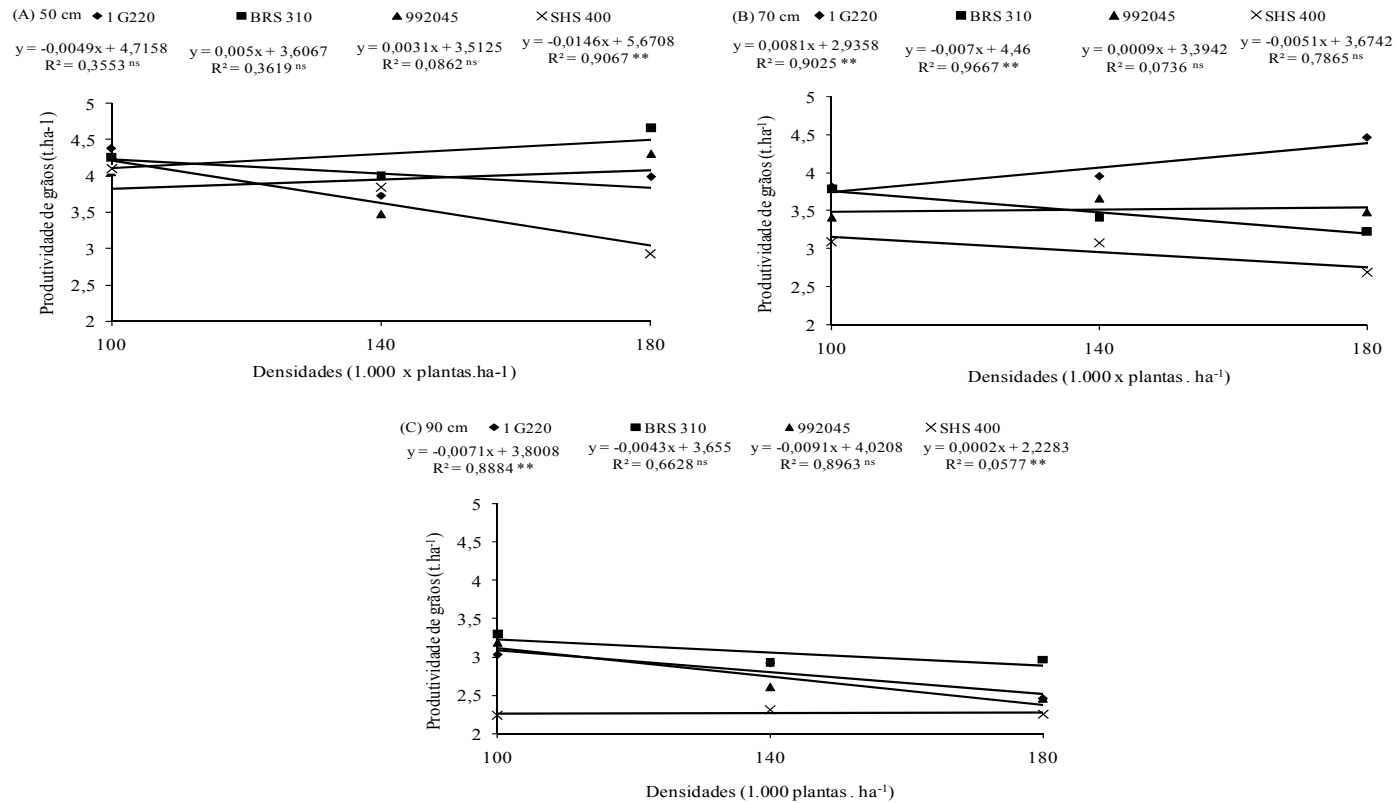 (A) 50 cm ◆ 1 G220 ■ BRS 310 ▲ 992045 × SHS 400
y = -0,0049x + 4,7158 y = 0,005x + 3,6067 y = 0,0031x + 3,5125 y = -0,0146x + 5,6708
R² = 0,3553 ns R² = 0,3619 ns R² = 0,0862 ns R² = 0,9067 **
Produtividade de grãos (t.ha-1)
5
4,5
4
3,5
3
2,5
2
100 140 180
Densidades (1.000 x plantas.ha-1)
(B) 70 cm ◆ 1 G220 ■ BRS 310 ▲ 992045 × SHS 400
y = 0,0081x + 2,9358 y = -0,007x + 4,46 y = 0,0009x + 3,3942 y = -0,0051x + 3,6742
R² = 0,9025 ** R² = 0,9667 ** R² = 0,0736 ns R² = 0,7865 ns
Produtividade de grãos (t.ha-1)
5
4,5
4
3,5
3
2,5
2
100 140 180
Densidades (1.000 x plantas . ha-1)
(C) 90 cm ◆ 1 G220 ■ BRS 310 ▲ 992045 × SHS 400
y = -0,0071x + 3,8008 y = -0,0043x + 3,655 y = -0,0091x + 4,0208 y = 0,0002x + 2,2283
R² = 0,8884 ** R² = 0,6628 ns R² = 0,8963 ns R² = 0,0577 **
Produtividade de grãos (t.ha-1)
5
4,5
4
3,5
3
2,5
2
100 140 180
Densidades (1.000 plantas . ha-1)